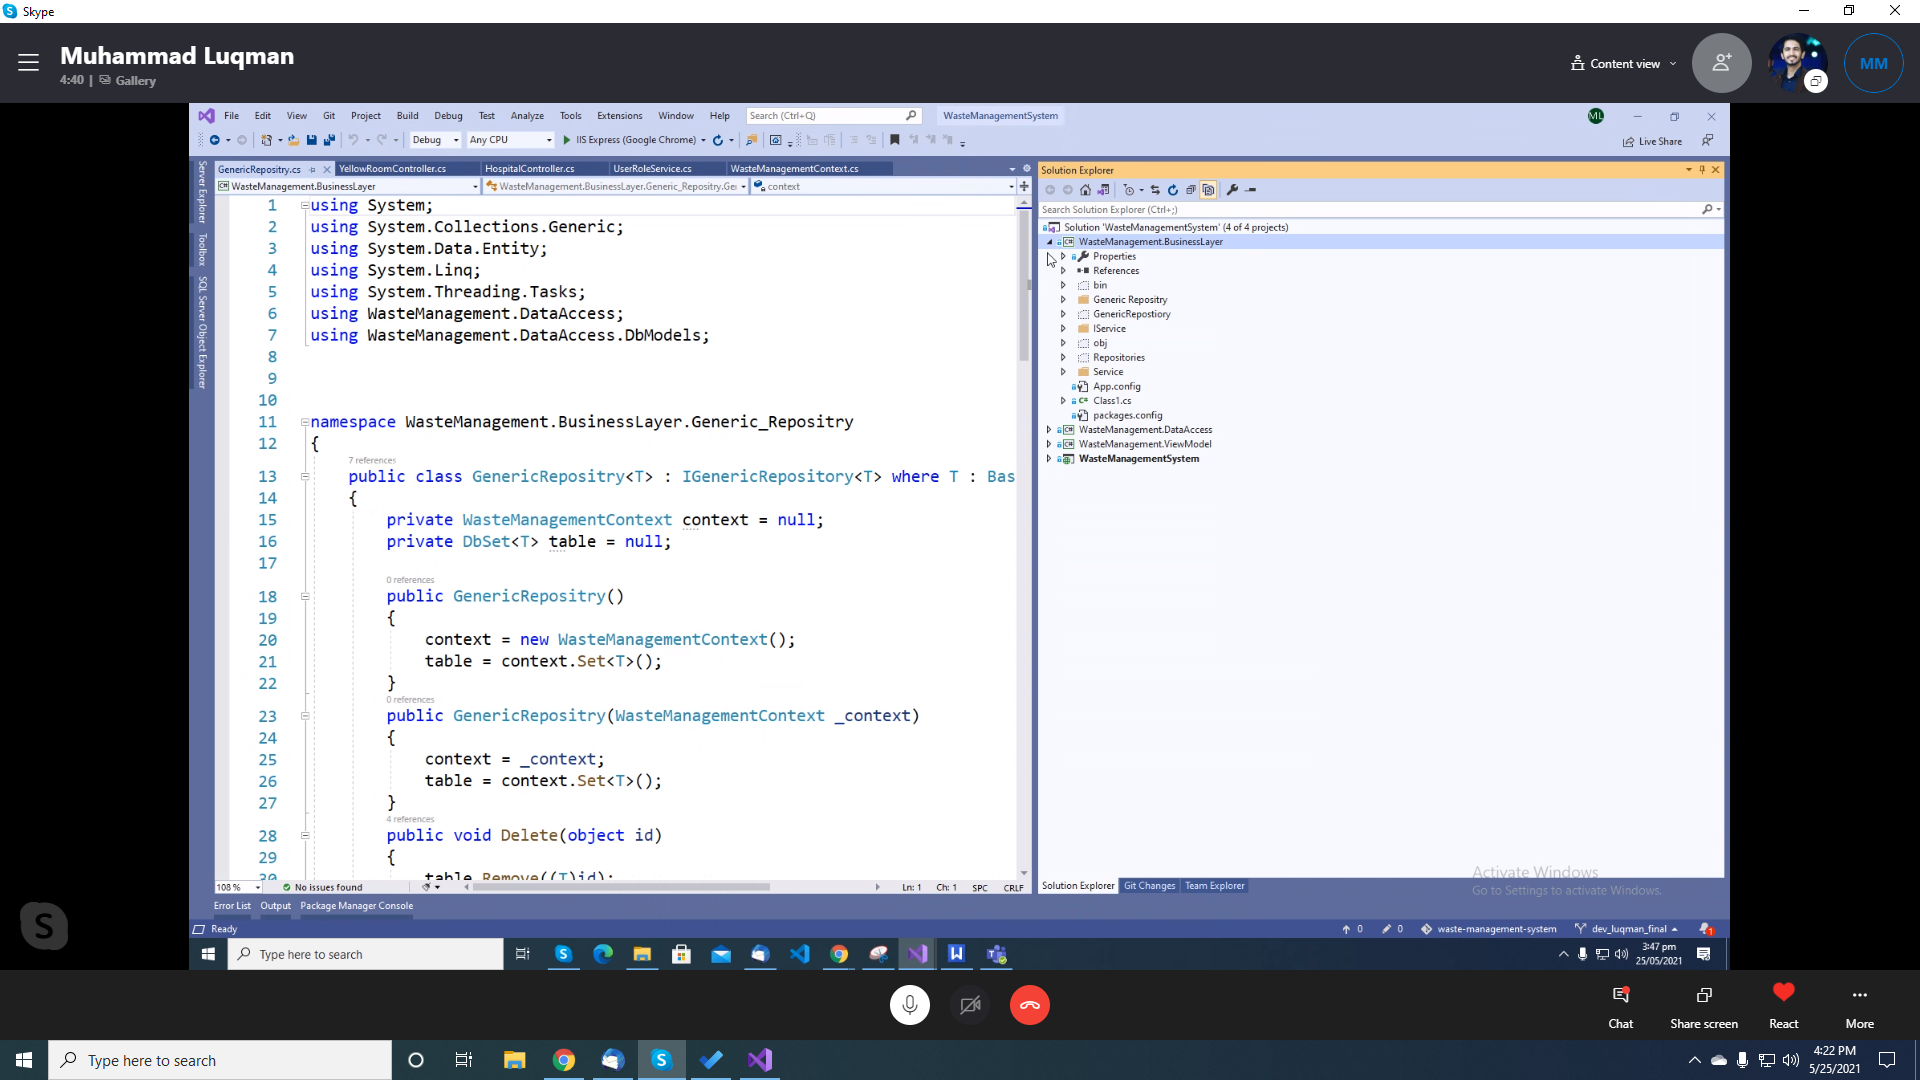 Skype
Muhammad Luqman
4:40 | Gallery
Content view
MM
File Edit View Git Project Build Debug Test Analyze Tools Extensions Window Help Search (Ctrl+Q) WasteManagementSystem
ML
Debug Any CPU IIS Express (Google Chrome) Live Share
Server Explorer
Toolbox
SQL Server Object Explorer
GenericRepositry.cs YellowRoomController.cs HospitalController.cs UserRoleService.cs WasteManagementContext.cs
WasteManagement.BusinessLayer WasteManagement.BusinessLayer.Generic_Repositry.Ge context
1 using System;
2 using System.Collections.Generic;
3 using System.Data.Entity;
4 using System.Linq;
5 using System.Threading.Tasks;
6 using WasteManagement.DataAccess;
7 using WasteManagement.DataAccess.DbModels;
8
9
10
11 namespace WasteManagement.BusinessLayer.Generic_Repositry
12 {
7 references
13 public class GenericRepositry<T> : IGenericRepository<T> where T : Bas
14 {
15 private WasteManagementContext context = null;
16 private DbSet<T> table = null;
17
0 references
18 public GenericRepositry()
19 {
20 context = new WasteManagementContext();
21 table = context.Set<T>();
22 }
0 references
23 public GenericRepositry(WasteManagementContext _context)
24 {
25 context = _context;
26 table = context.Set<T>();
27 }
4 references
28 public void Delete(object id)
29 {
30 table.Remove((T)id);
108 % No issues found Ln: 1 Ch: 1 SPC CRLF
Error List Output Package Manager Console
Solution Explorer
Search Solution Explorer (Ctrl+;)
Solution 'WasteManagementSystem' (4 of 4 projects)
WasteManagement.BusinessLayer
Properties
References
bin
Generic Repositry
GenericRepostiory
IService
obj
Repositories
Service
App.config
Class1.cs
packages.config
WasteManagement.DataAccess
WasteManagement.ViewModel
WasteManagementSystem
Activate Windows
Go to Settings to activate Windows.
Solution Explorer Git Changes Team Explorer
Ready 0 0 waste-management-system dev_luqman_final 1
Type here to search
3:47 pm
25/05/2021
Chat Share screen React More
Type here to search
4:22 PM
5/25/2021